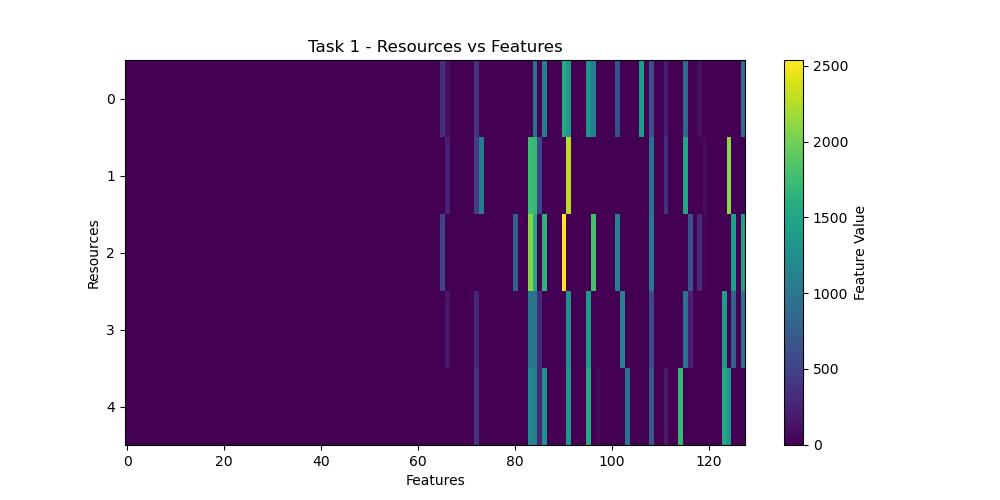 Task 1 - Resources vs Features
Resources
0
1
2
3
4
0 20 40 60 80 100 120
Features
2500
2000
1500
1000
500
0
Feature Value